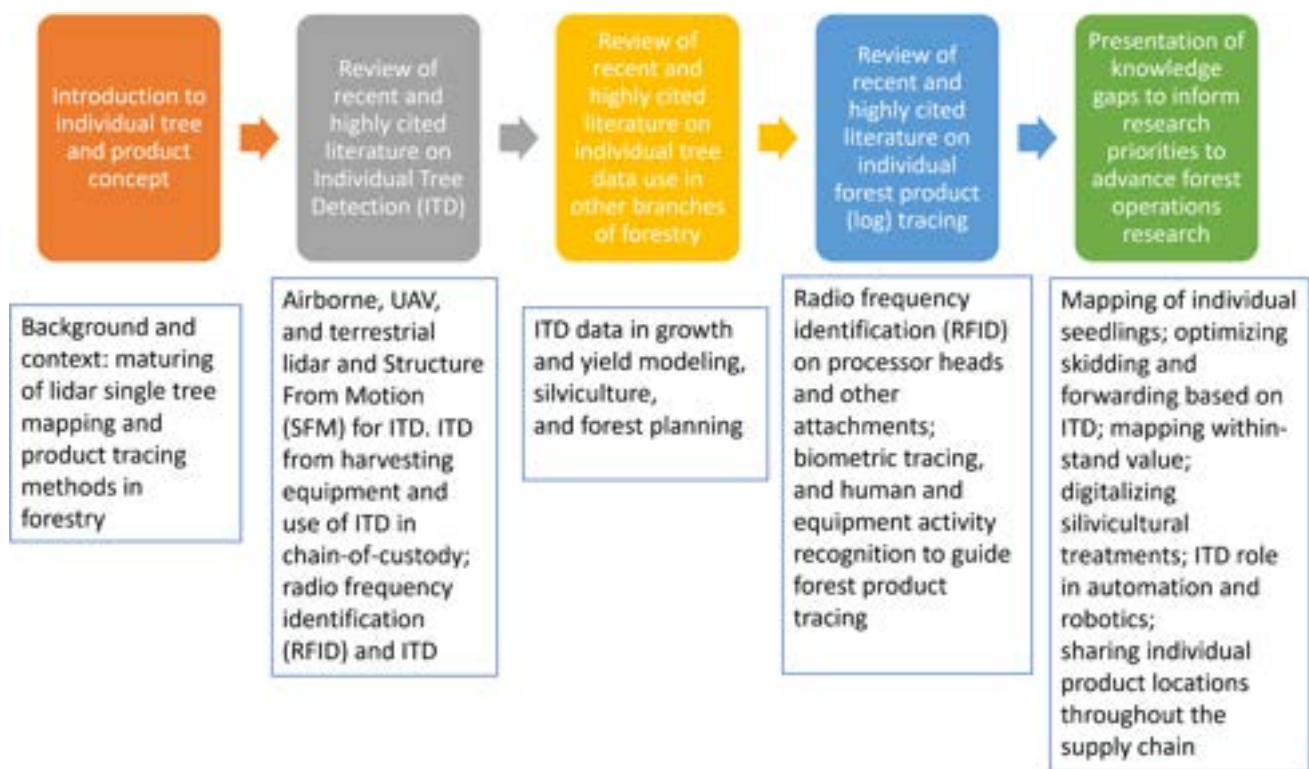 Introduction to
individual tree
and product
concept
Review of
recent and
highly cited
literature on
Individual Tree
Detection (ITD)
Review of
recent and
highly cited
literature on
individual tree
data use in
other branches
of forestry
Review of
recent and
highly cited
literature on
individual
forest product
(log) tracing
Presentation of
knowledge
gaps to inform
research
priorities to
advance forest
operations
research
Background and
context: maturing
of lidar single tree
mapping and
product tracing
methods in
forestry
Airborne, UAV,
and terrestrial
lidar and Structure
From Motion
(SFM) for ITD. ITD
from harvesting
equipment and
use of ITD in
chain-of-custody;
radio frequency
identification
(RFID) and ITD
ITD data in growth
and yield modeling,
silviculture,
and forest planning
Radio frequency
identification (RFID)
on processor heads
and other
attachments;
biometric tracing,
and human and
equipment activity
recognition to guide
forest product
tracing
Mapping of individual
seedlings; optimizing
skidding and
forwarding based on
ITD; mapping within-
stand value;
digitalizing
silivicultural
treatments; ITD role
in automation and
robotics;
sharing individual
product locations
throughout the
supply chain